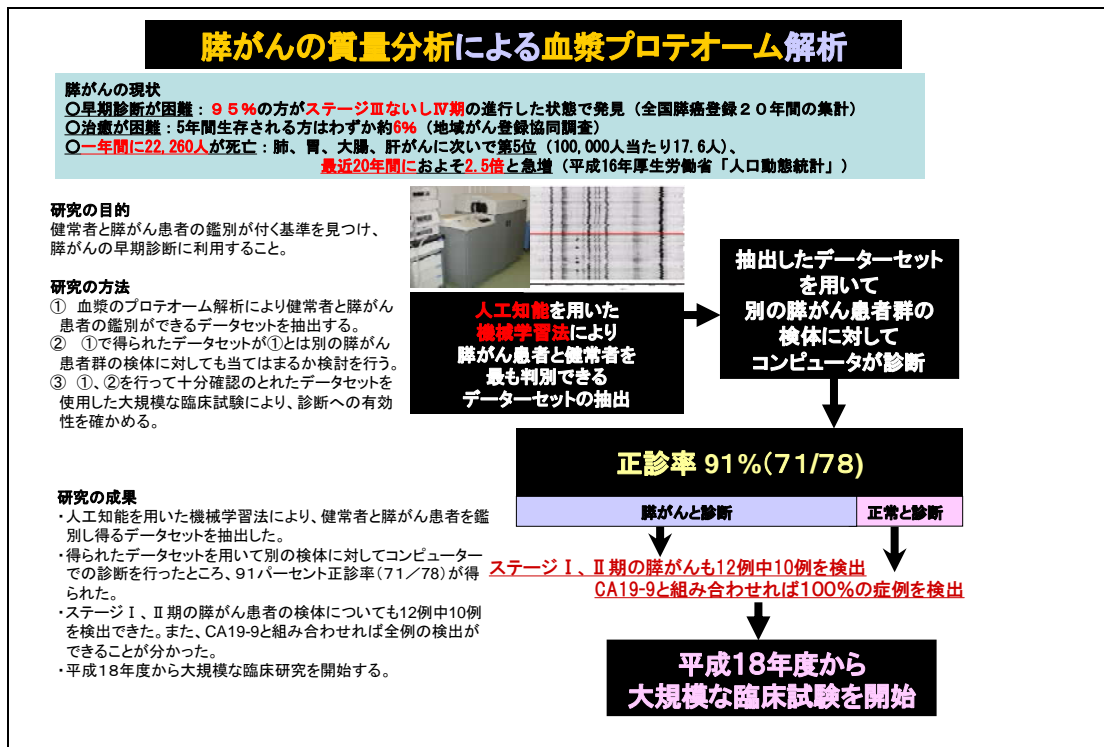 膵がんの質量分析による血漿プロテオーム解析
膵がんの現状
○早期診断が困難：９５％の方がステージⅢないしⅣ期の進行した状態で発見（全国膵癌登録２０年間の集計）
○治癒が困難：5年間生存される方はわずか約6%（地域がん登録協同調査）
○一年間に22,260人が死亡：肺、胃、大腸、肝がんに次いで第5位（100,000人当たり17.6人）、
最近20年間におよそ2.5倍と急増（平成16年厚生労働省「人口動態統計」）
研究の目的
健常者と膵がん患者の鑑別が付く基準を見つけ、
膵がんの早期診断に利用すること。
研究の方法
①　血漿のプロテオーム解析により健常者と膵がん
患者の鑑別ができるデータセットを抽出する。
②　①で得られたデータセットが①とは別の膵がん
患者群の検体に対しても当てはまるか検討を行う。
③　①、②を行って十分確認のとれたデータセットを
使用した大規模な臨床試験により、診断への有効
性を確かめる。
人工知能を用いた
機械学習法により
膵がん患者と健常者を
最も判別できる
データーセットの抽出
抽出したデーターセット
を用いて
別の膵がん患者群の
検体に対して
コンピュータが診断
正診率 91%(７１/７８)
膵がんと診断
正常と診断
ステージⅠ、Ⅱ期の膵がんも12例中10例を検出
CA19-9と組み合わせれば100%の症例を検出
平成１８年度から
大規模な臨床試験を開始
研究の成果
・人工知能を用いた機械学習法により、健常者と膵がん患者を鑑
別し得るデータセットを抽出した。
・得られたデータセットを用いて別の検体に対してコンピューター
での診断を行ったところ、９１パーセント正診率（７１／７８）が得
られた。
・ステージⅠ、Ⅱ期の膵がん患者の検体についても12例中10例
を検出できた。また、CA19-9と組み合わせれば全例の検出が
できることが分かった。
・平成１８年度から大規模な臨床研究を開始する。